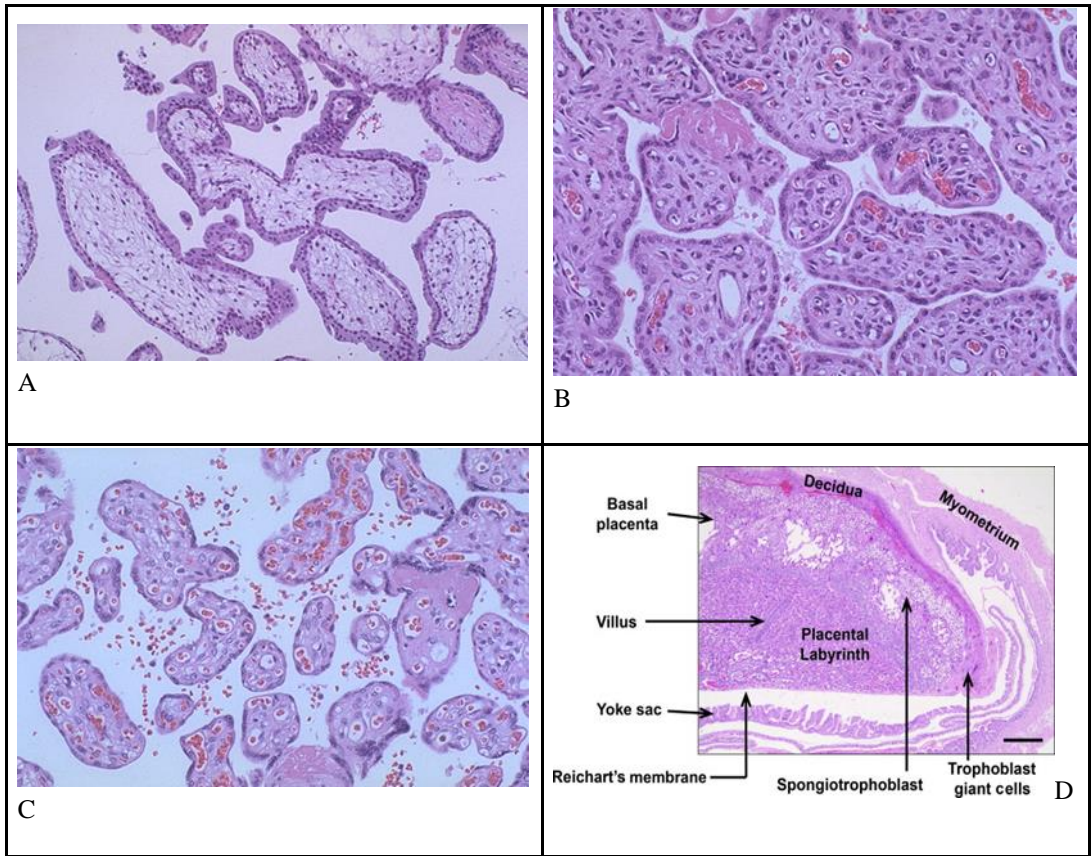 A
B
C
Decidua
Myometrium
Basal
placenta
Villus
Placental
Labyrinth
Yoke sac
Reichart's membrane
Spongiotrophoblast
Trophoblast
giant cells
D